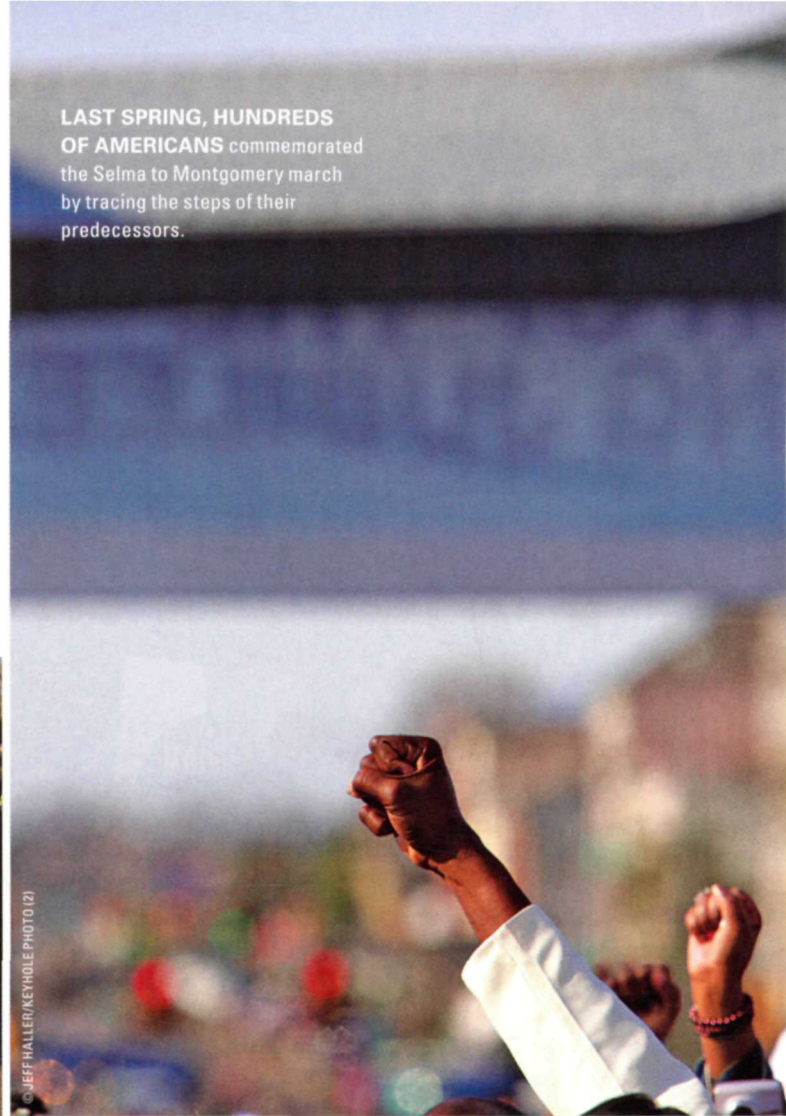 LAST SPRING, HUNDREDS
OF AMERICANS commemorated
the Selma to Montgomery march
by tracing the steps of their
predecessors.
© JEFF HALLER/KEYHOLE PHOTO (2)